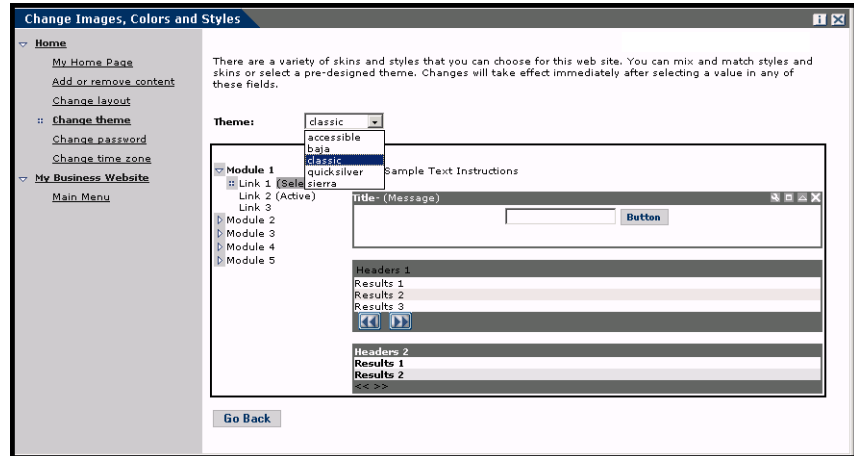 Change Images, Colors and Styles
Home
My Home Page
Add or remove content
Change layout
Change theme
Change password
Change time zone
My Business Website
Main Menu
There are a variety of skins and styles that you can choose for this web site. You can mix and match styles and
skins or select a pre-designed theme. Changes will take effect immediately after selecting a value in any of
these fields.
Theme: classic
accessible
baja
classic
quicksilver
sierra
Module 1
Link 1 (Sele
Link 2 (Active)
Link 3
Module 2
Module 3
Module 4
Module 5
Sample Text Instructions
Title- (Message)
Button
Headers 1
Results 1
Results 2
Results 3
Headers 2
Results 1
Results 2
<< >>
Go Back